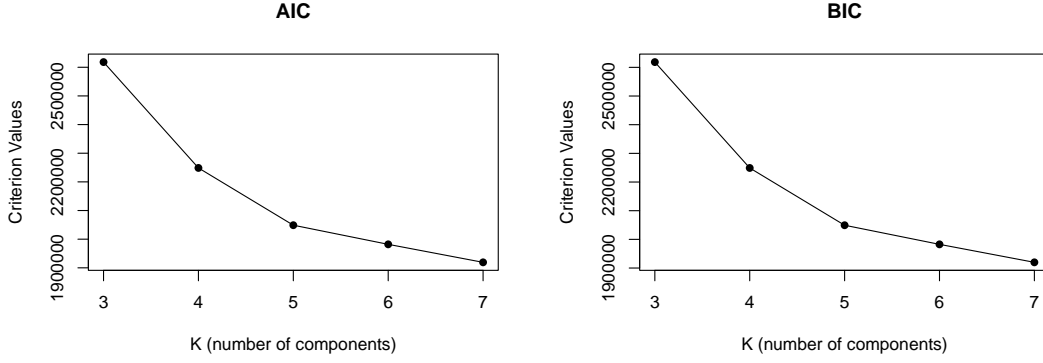 AIC
Criterion Values
1900000 2200000 2500000
3 4 5 6 7
K (number of components)
BIC
Criterion Values
1900000 2200000 2500000
3 4 5 6 7
K (number of components)